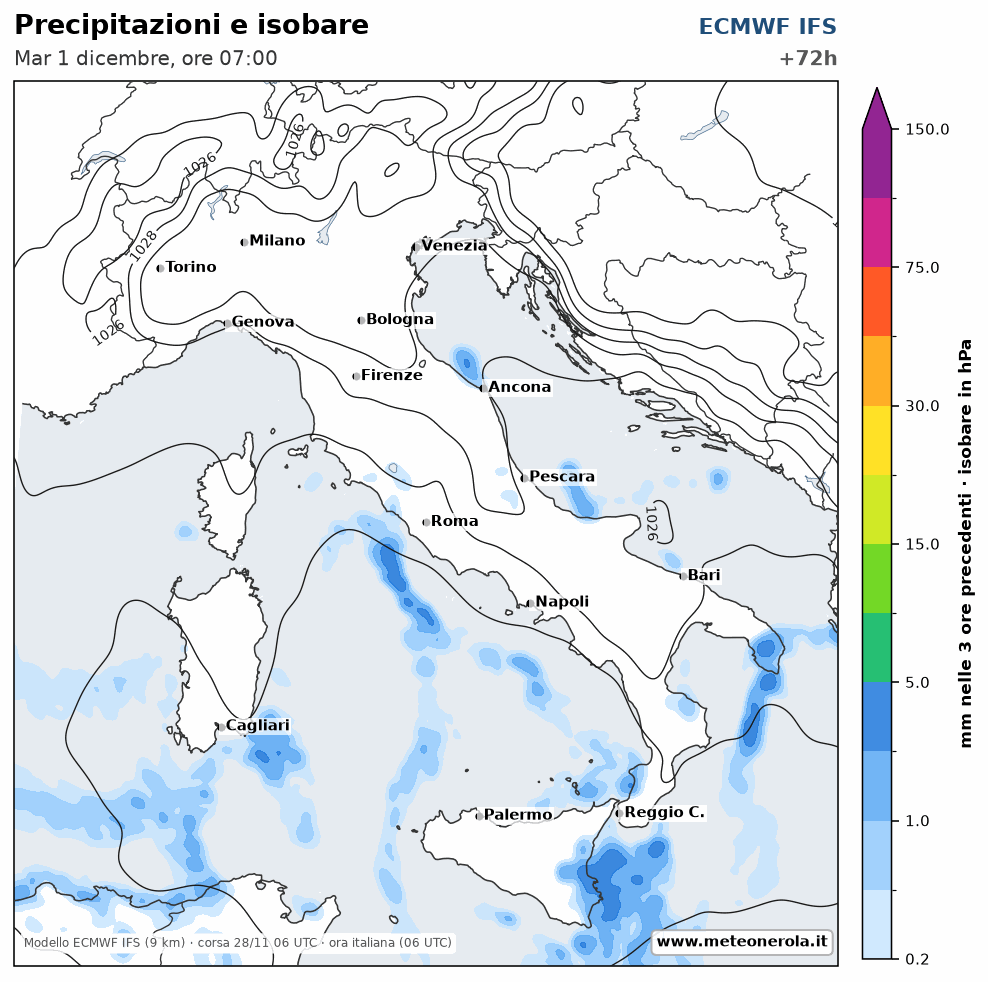 Precipitazioni e isobare
ECMWF IFS
Mar 1 dicembre, ore 07:00
+72h
150.0
75.0
30.0
15.0
5.0
1.0
0.2
mm nelle 3 ore precedenti · isobare in hPa
1026
1026
1028
1026
1026
Milano
Venezia
Torino
Genova
Bologna
Firenze
Ancona
Pescara
Roma
Bari
Napoli
Cagliari
Palermo
Reggio C.
Modello ECMWF IFS (9 km) · corsa 28/11 06 UTC · ora italiana (06 UTC)
www.meteonerola.it